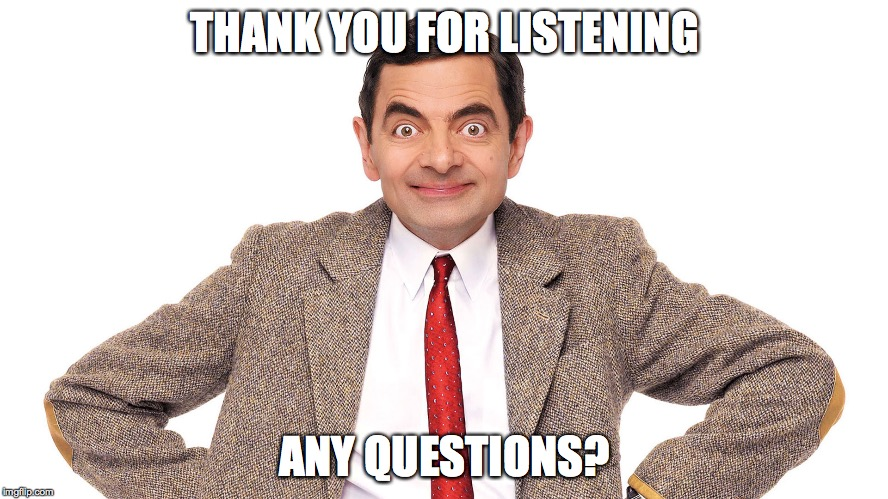 THANK YOU FOR LISTENING
ANY QUESTIONS?
imgflip.com